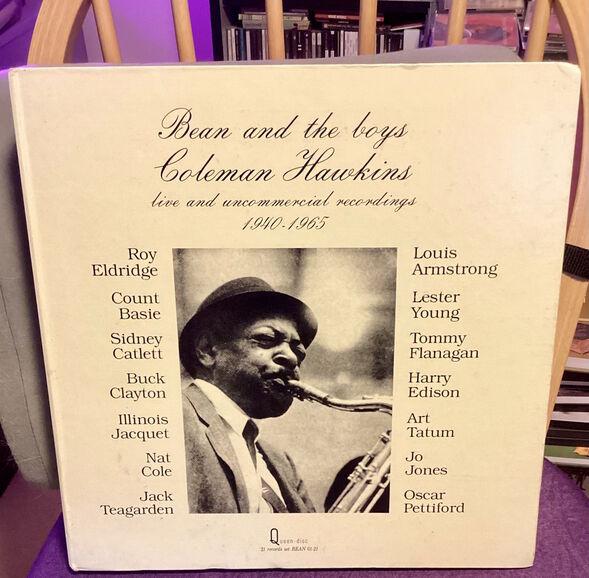 Bean and the boys
Coleman Hawkins
live and uncommercial recordings
1940-1965
Roy
Eldridge
Count
Basie
Sidney
Catlett
Buck
Clayton
Illinois
Jacquet
Nat
Cole
Jack
Teagarden
Louis
Armstrong
Lester
Young
Tommy
Flanagan
Harry
Edison
Art
Tatum
Jo
Jones
Oscar
Pettiford
Queen-disc
21 records set BEAN 01-21